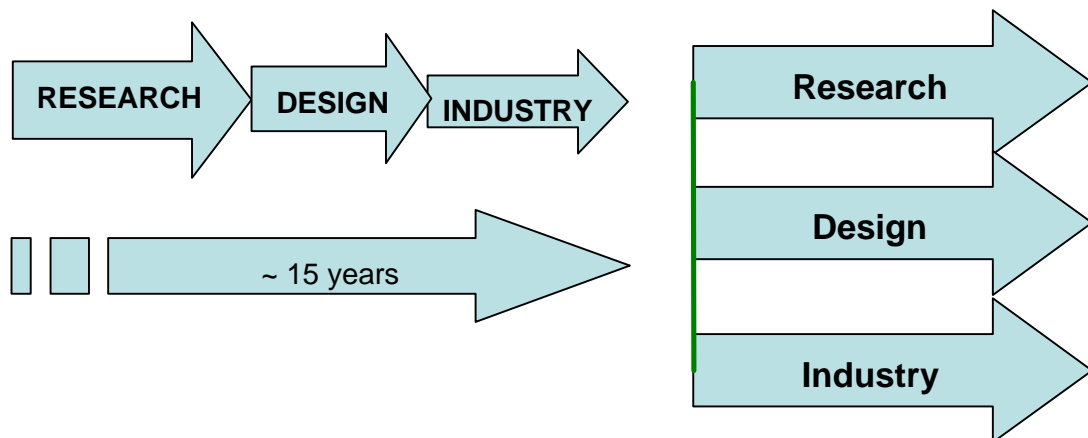 RESEARCH
DESIGN
INDUSTRY
~ 15 years
Research
Design
Industry